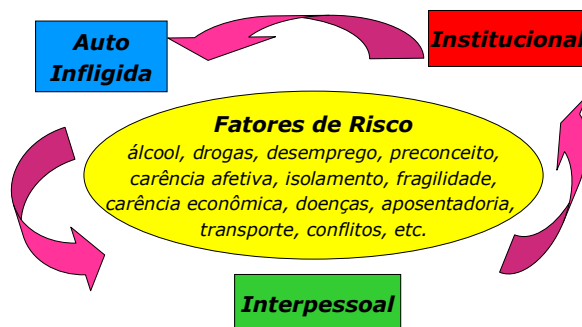 Auto
Infligida
Institucional
Fatores de Risco
álcool, drogas, desemprego, preconceito,
carência afetiva, isolamento, fragilidade,
carência econômica, doenças, aposentadoria,
transporte, conflitos, etc.
Interpessoal